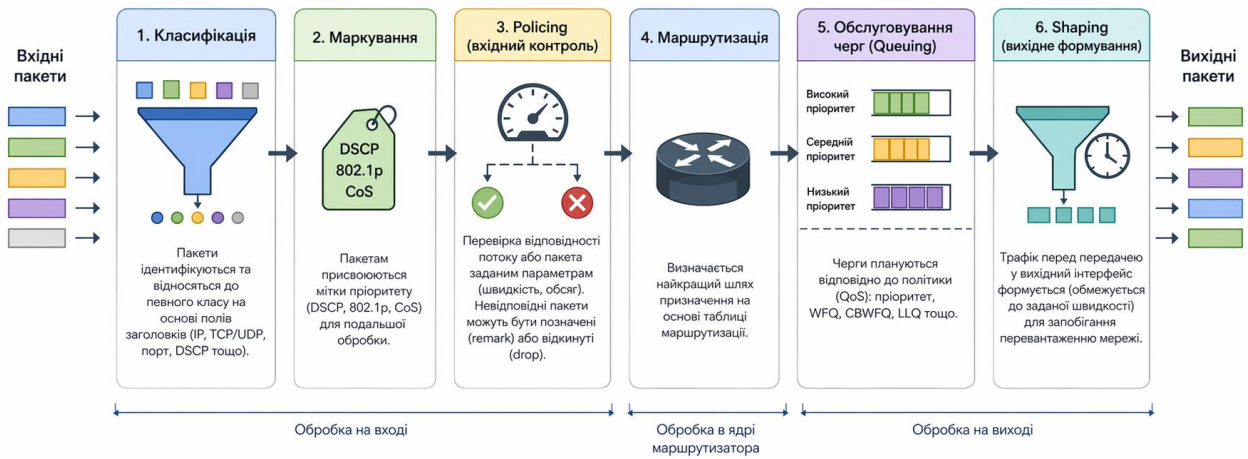 Вхідні
пакети
1. Класифікація
Пакети
ідентифікуються та
відносяться до
певного класу на
основі полів
заголовків (IP, TCP/UDP,
порт, DSCP тощо).
2. Маркування
DSCP
802.1p
CoS
Пакетам
присвоюються
мітки пріоритету
(DSCP, 802.1p, CoS)
для подальшої
обробки.
3. Policing
(вхідний контроль)
Перевірка відповідності
потоку або пакета
заданим параметрам
(швидкість, обсяг).
Невідповідні пакети
можуть бути позначені
(remark) або відкинуті
(drop).
4. Маршрутизація
Визначається
найкращий шлях
призначення на
основі таблиці
маршрутизації.
5. Обслуговування
черг (Queuing)
Високий
пріоритет
Середній
пріоритет
Низький
пріоритет
Черги плануються
відповідно до політики
(QoS): пріоритет,
WFQ, CBWFQ, LLQ тощо.
6. Shaping
(вихідне формування)
Трафік перед передачею
у вихідний інтерфейс
формується (обмежується
до заданої швидкості)
для запобігання
перевантаженню мережі.
Вихідні
пакети
Обробка на вході
Обробка в ядрі
маршрутизатора
Обробка на виході